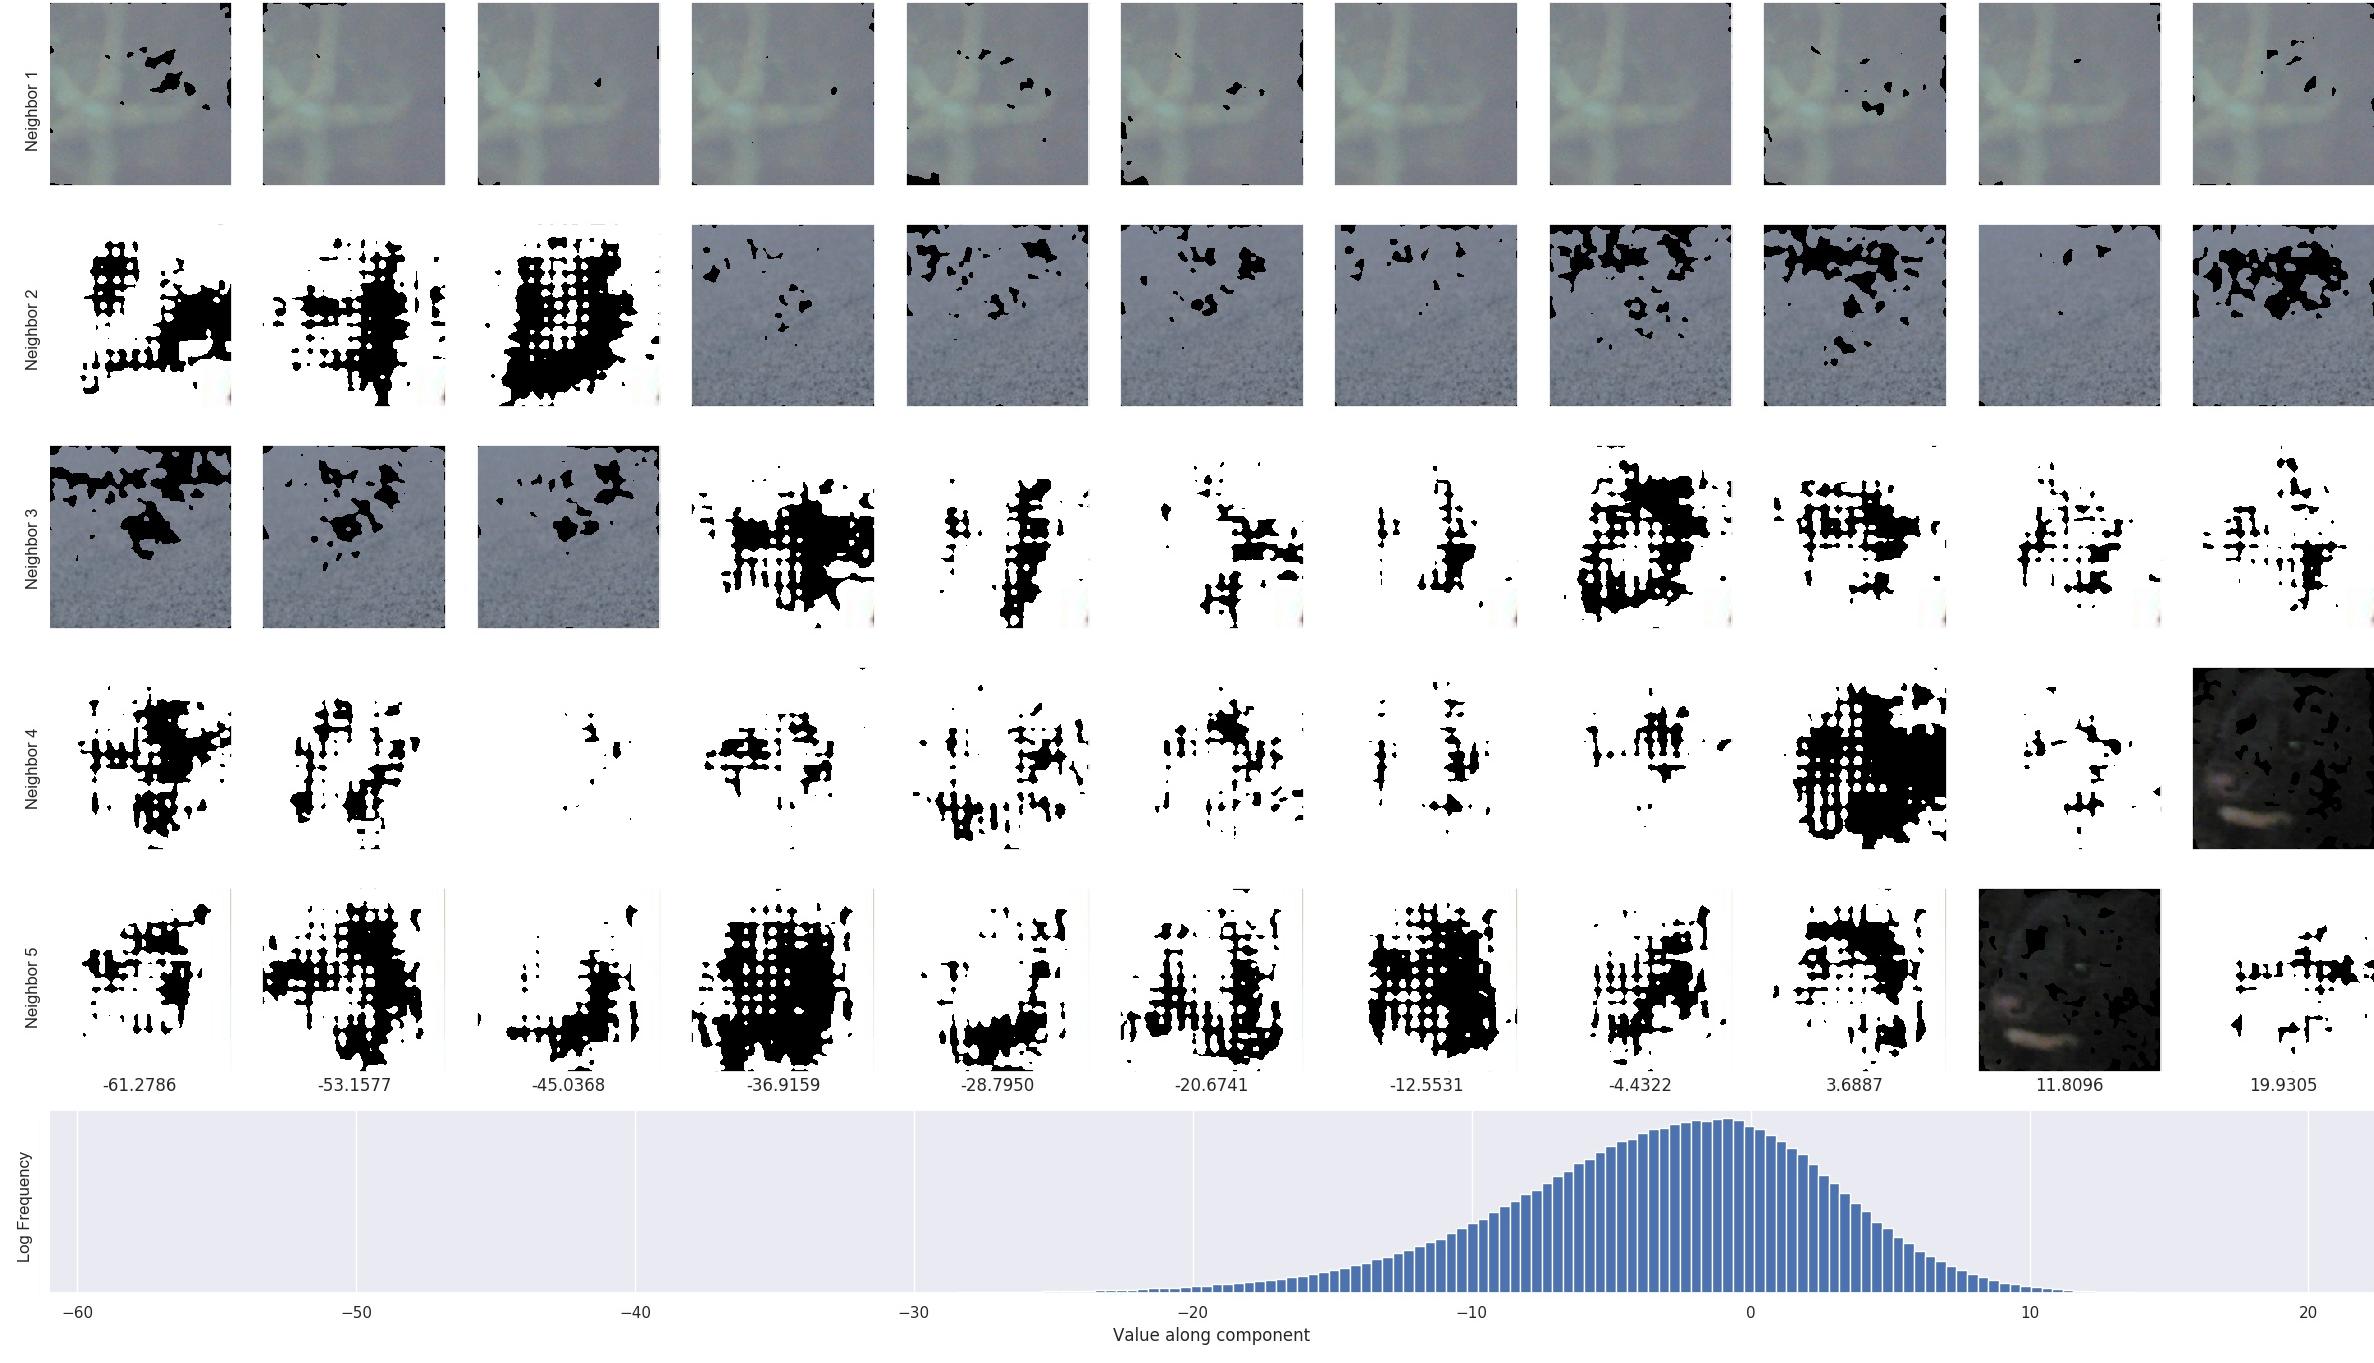 Neighbor 1
Neighbor 2
Neighbor 3
Neighbor 4
Neighbor 5
-61.2786 -53.1577 -45.0368 -36.9159 -28.7950 -20.6741 -12.5531 -4.4322 3.6887 11.8096 19.9305
Log Frequency
−60 −50 −40 −30 −20 −10 0 10 20
Value along component